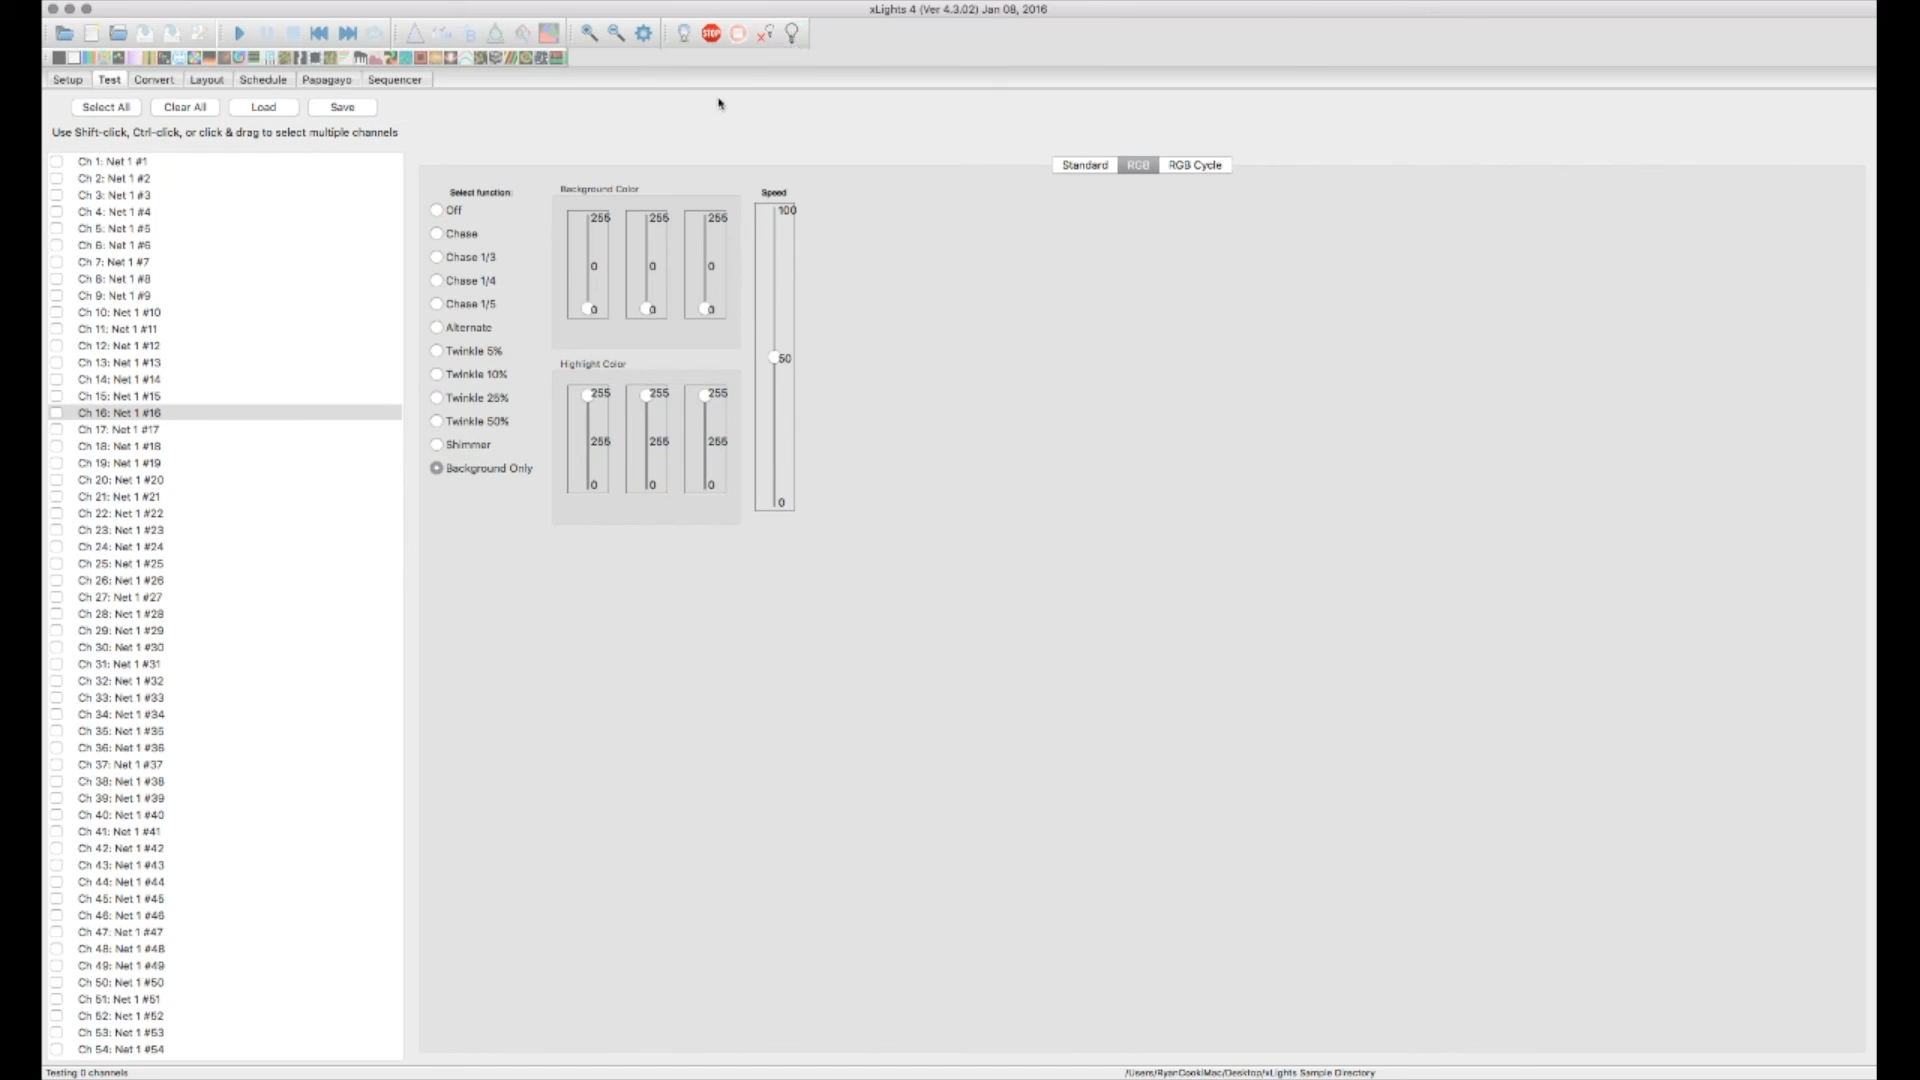 xLights 4 (Ver 4.3.02) Jan 08, 2016
STOP
Setup Test Convert Layout Schedule Papagayo Sequencer
Select All Clear All Load Save
Use Shift-click, Ctrl-click, or click & drag to select multiple channels
Standard RGB RGB Cycle
Ch 1: Net 1 #1
Ch 2: Net 1 #2
Ch 3: Net 1 #3
Ch 4: Net 1 #4
Ch 5: Net 1 #5
Ch 6: Net 1 #6
Ch 7: Net 1 #7
Ch 8: Net 1 #8
Ch 9: Net 1 #9
Ch 10: Net 1 #10
Ch 11: Net 1 #11
Ch 12: Net 1 #12
Ch 13: Net 1 #13
Ch 14: Net 1 #14
Ch 15: Net 1 #15
Ch 16: Net 1 #16
Ch 17: Net 1 #17
Ch 18: Net 1 #18
Ch 19: Net 1 #19
Ch 20: Net 1 #20
Ch 21: Net 1 #21
Ch 22: Net 1 #22
Ch 23: Net 1 #23
Ch 24: Net 1 #24
Ch 25: Net 1 #25
Ch 26: Net 1 #26
Ch 27: Net 1 #27
Ch 28: Net 1 #28
Ch 29: Net 1 #29
Ch 30: Net 1 #30
Ch 31: Net 1 #31
Ch 32: Net 1 #32
Ch 33: Net 1 #33
Ch 34: Net 1 #34
Ch 35: Net 1 #35
Ch 36: Net 1 #36
Ch 37: Net 1 #37
Ch 38: Net 1 #38
Ch 39: Net 1 #39
Ch 40: Net 1 #40
Ch 41: Net 1 #41
Ch 42: Net 1 #42
Ch 43: Net 1 #43
Ch 44: Net 1 #44
Ch 45: Net 1 #45
Ch 46: Net 1 #46
Ch 47: Net 1 #47
Ch 48: Net 1 #48
Ch 49: Net 1 #49
Ch 50: Net 1 #50
Ch 51: Net 1 #51
Ch 52: Net 1 #52
Ch 53: Net 1 #53
Ch 54: Net 1 #54
Select function:
Off
Chase
Chase 1/3
Chase 1/4
Chase 1/5
Alternate
Twinkle 5%
Twinkle 10%
Twinkle 25%
Twinkle 50%
Shimmer
Background Only
Background Color
255 255 255
0 0 0
0 0 0
Highlight Color
255 255 255
255 255 255
0 0 0
Speed
100
50
0
Testing 0 channels
/Users/RyanCookiMac/Desktop/xLights Sample Directory